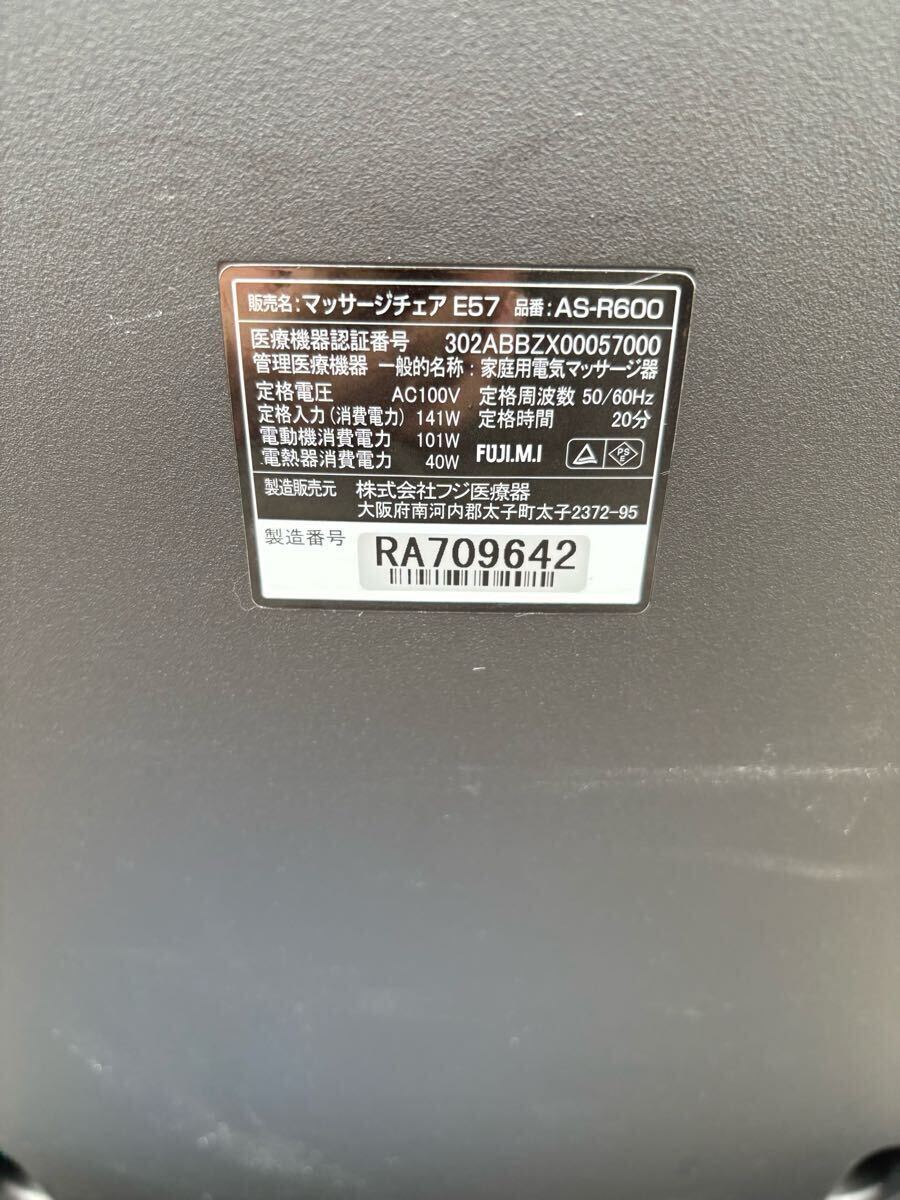 販売名:マッサージチェア E57 品番:AS-R600
医療機器認証番号 302ABBZX00057000
管理医療機器 一般的名称:家庭用電気マッサージ器
定格電圧 AC100V 定格周波数 50/60Hz
定格入力(消費電力) 141W 定格時間 20分
電動機消費電力 101W
電熱器消費電力 40W FUJI.M.I PSE
製造販売元 株式会社フジ医療器
大阪府南河内郡太子町太子2372-95
製造番号 RA709642